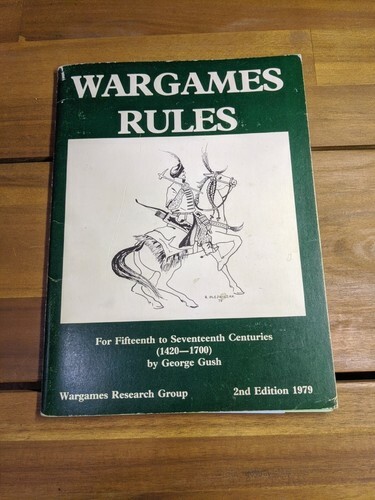 WARGAMES
RULES
For Fifteenth to Seventeenth Centuries
(1420—1700)
by George Gush
Wargames Research Group 2nd Edition 1979